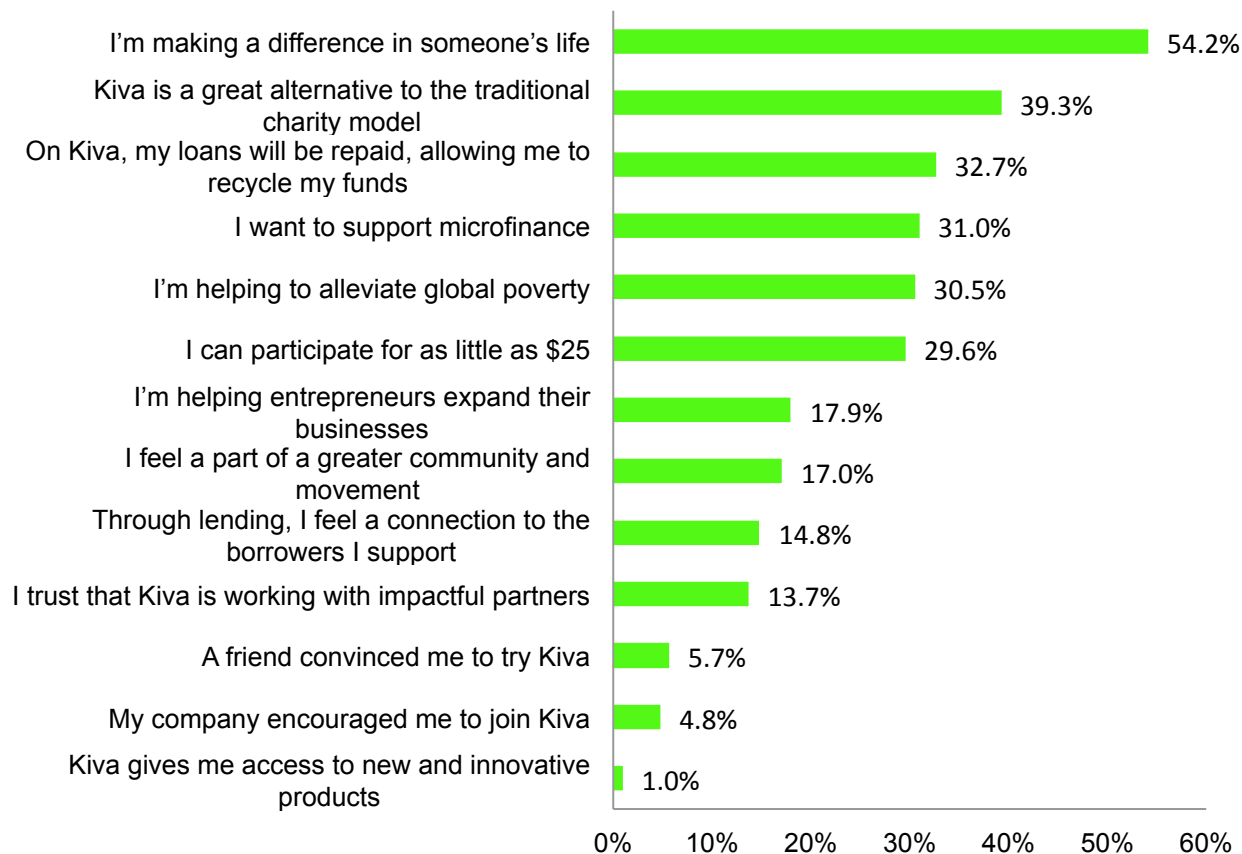 I’m making a difference in someone’s life
54.2%
Kiva is a great alternative to the traditional
charity model
39.3%
On Kiva, my loans will be repaid, allowing me to
recycle my funds
32.7%
I want to support microfinance
31.0%
I’m helping to alleviate global poverty
30.5%
I can participate for as little as $25
29.6%
I’m helping entrepreneurs expand their
businesses
17.9%
I feel a part of a greater community and
movement
17.0%
Through lending, I feel a connection to the
borrowers I support
14.8%
I trust that Kiva is working with impactful partners
13.7%
A friend convinced me to try Kiva
5.7%
My company encouraged me to join Kiva
4.8%
Kiva gives me access to new and innovative
products
1.0%
0% 10% 20% 30% 40% 50% 60%